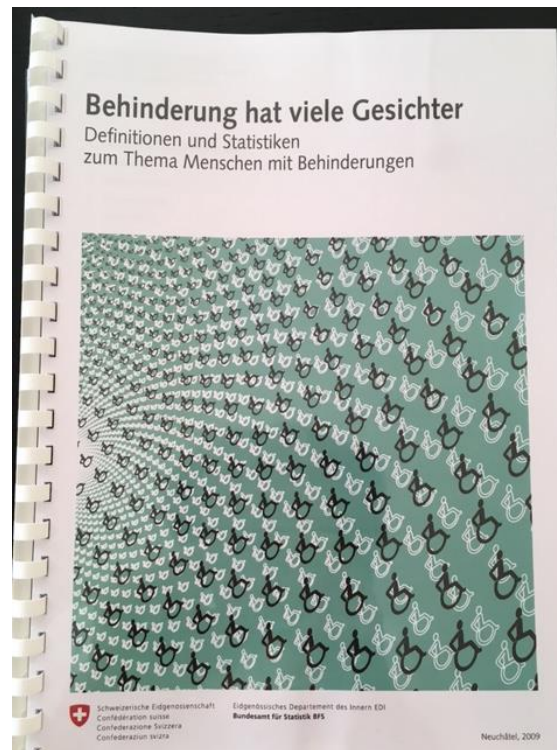 Behinderung hat viele Gesichter
Definitionen und Statistiken
zum Thema Menschen mit Behinderungen
Schweizerische Eidgenossenschaft
Confédération suisse
Confederazione Svizzera
Confederaziun svizra
Eidgenössisches Departement des Innern EDI
Bundesamt für Statistik BFS
Neuchâtel, 2009